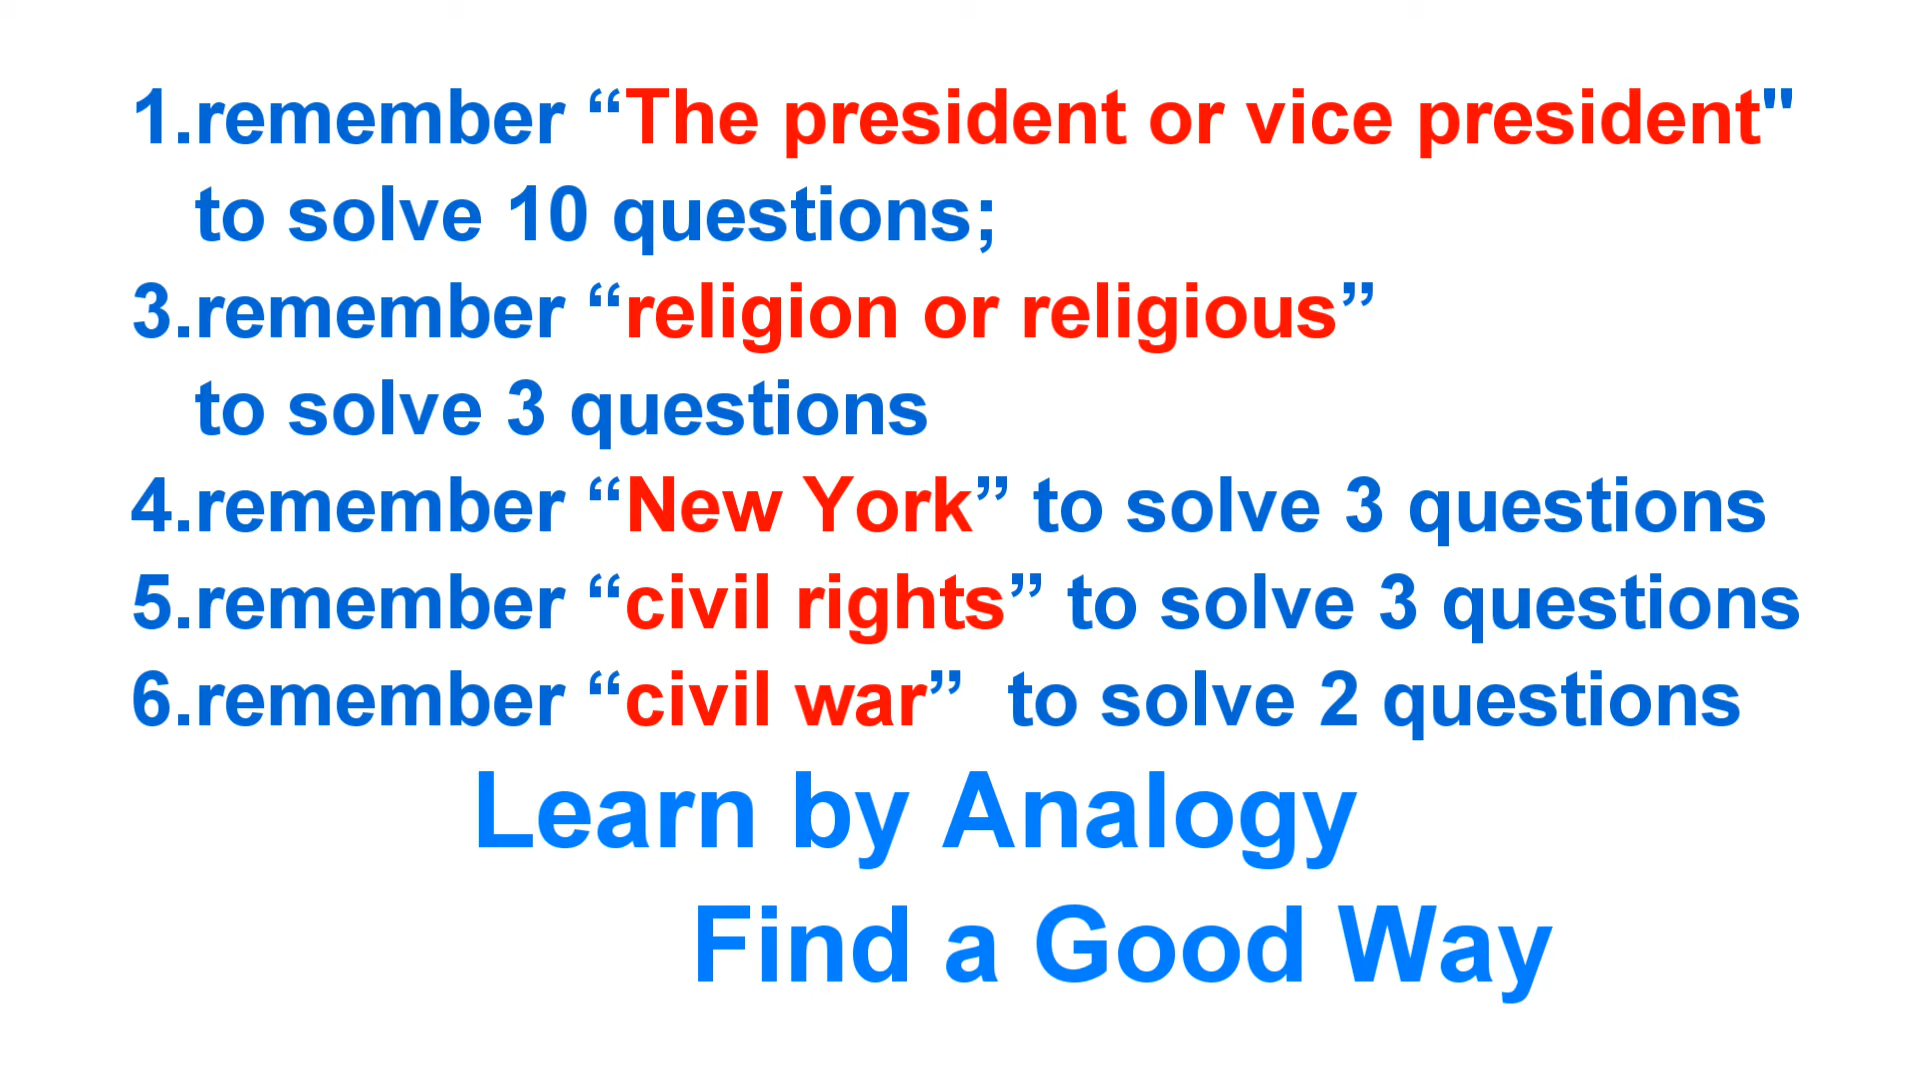 1.remember “The president or vice president"
to solve 10 questions;
3.remember “religion or religious”
to solve 3 questions
4.remember “New York” to solve 3 questions
5.remember “civil rights” to solve 3 questions
6.remember “civil war”  to solve 2 questions
Learn by Analogy
Find a Good Way